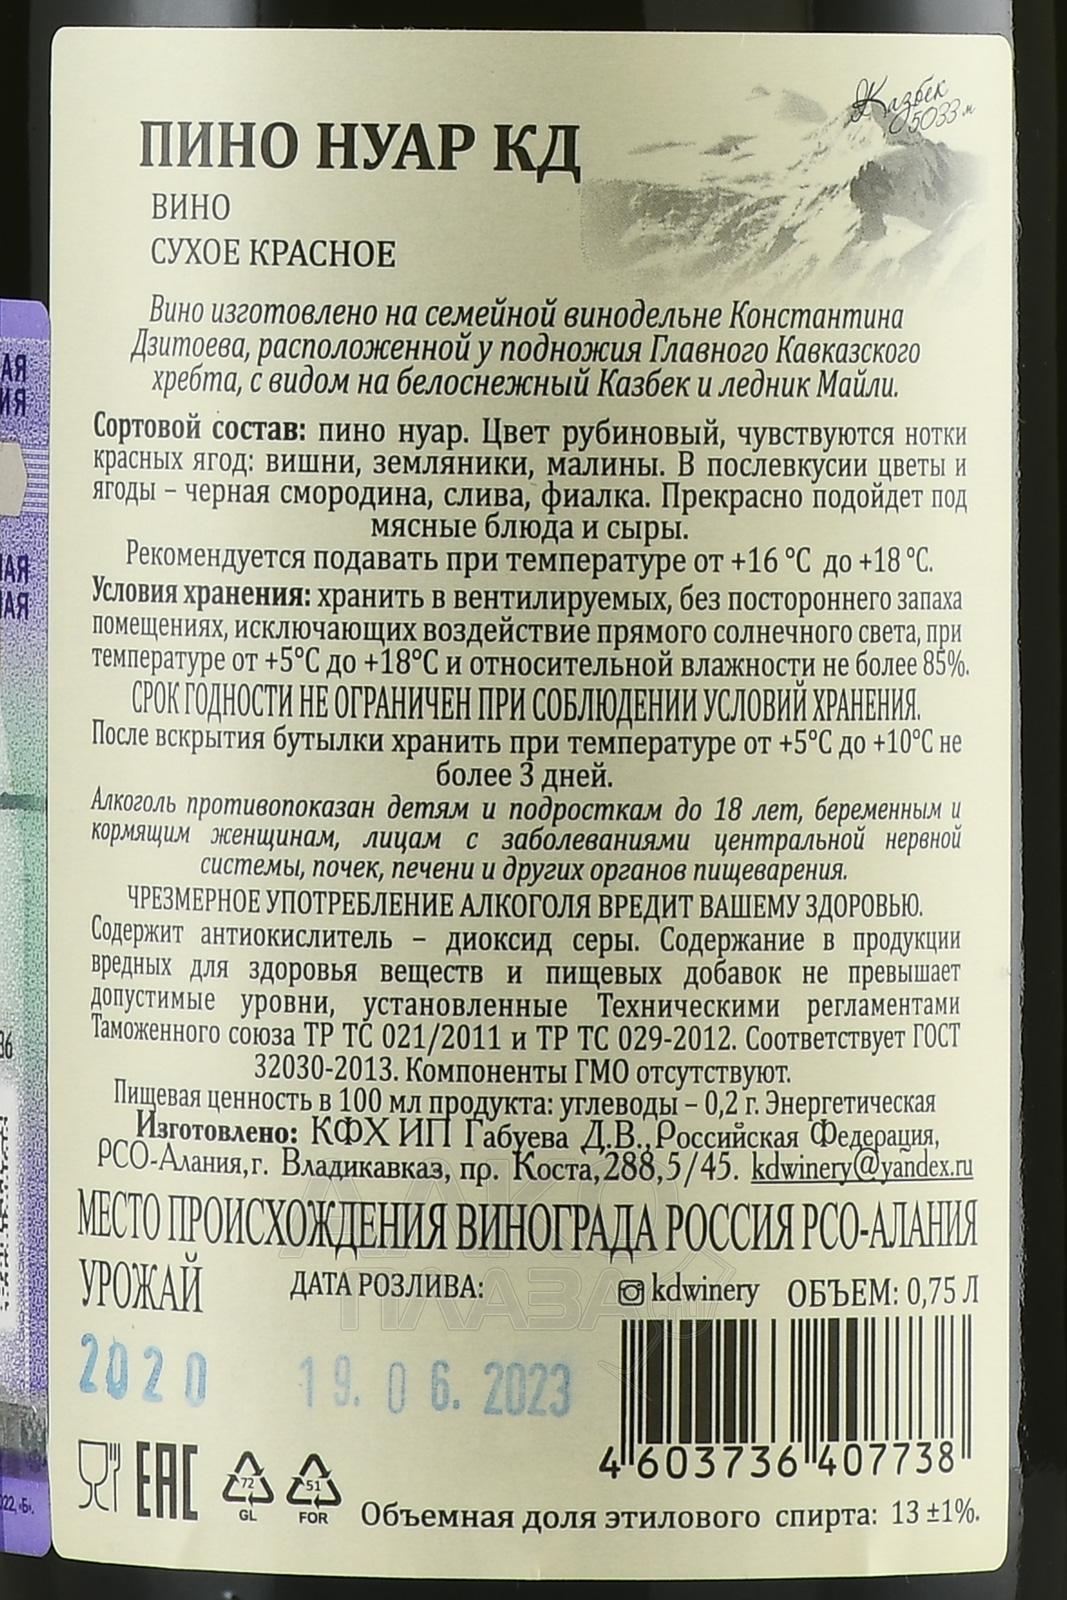 Казбек
5033 м
ПИНО НУАР КД
ВИНО
СУХОЕ КРАСНОЕ
Вино изготовлено на семейной винодельне Константина
Дзитоева, расположенной у подножия Главного Кавказского
хребта, с видом на белоснежный Казбек и ледник Майли.
Сортовой состав: пино нуар. Цвет рубиновый, чувствуются нотки
красных ягод: вишни, земляники, малины. В послевкусии цветы и
ягоды – черная смородина, слива, фиалка. Прекрасно подойдет под
мясные блюда и сыры.
Рекомендуется подавать при температуре от +16 °С до +18 °С.
Условия хранения: хранить в вентилируемых, без постороннего запаха
помещениях, исключающих воздействие прямого солнечного света, при
температуре от +5°С до +18°С и относительной влажности не более 85%.
СРОК ГОДНОСТИ НЕ ОГРАНИЧЕН ПРИ СОБЛЮДЕНИИ УСЛОВИЙ ХРАНЕНИЯ.
После вскрытия бутылки хранить при температуре от +5°С до +10°С не
более 3 дней.
Алкоголь противопоказан детям и подросткам до 18 лет, беременным и
кормящим женщинам, лицам с заболеваниями центральной нервной
системы, почек, печени и других органов пищеварения.
ЧРЕЗМЕРНОЕ УПОТРЕБЛЕНИЕ АЛКОГОЛЯ ВРЕДИТ ВАШЕМУ ЗДОРОВЬЮ.
Содержит антиокислитель – диоксид серы. Содержание в продукции
вредных для здоровья веществ и пищевых добавок не превышает
допустимые уровни, установленные Техническими регламентами
Таможенного союза ТР ТС 021/2011 и ТР ТС 029-2012. Соответствует ГОСТ
32030-2013. Компоненты ГМО отсутствуют.
Пищевая ценность в 100 мл продукта: углеводы – 0,2 г. Энергетическая
Изготовлено: КФХ ИП Габуева Д.В., Российская Федерация,
РСО-Алания, г. Владикавказ, пр. Коста, 288, 5/45. kdwinery@yandex.ru
МЕСТО ПРОИСХОЖДЕНИЯ ВИНОГРАДА РОССИЯ РСО-АЛАНИЯ
УРОЖАЙ ДАТА РОЗЛИВА: kdwinery ОБЪЕМ: 0,75 Л
2020 19.06.2023
4 603736 407738
EAC 72 GL 51 FOR
Объемная доля этилового спирта: 13 ±1%.
АЛКО
ПЛАЗА